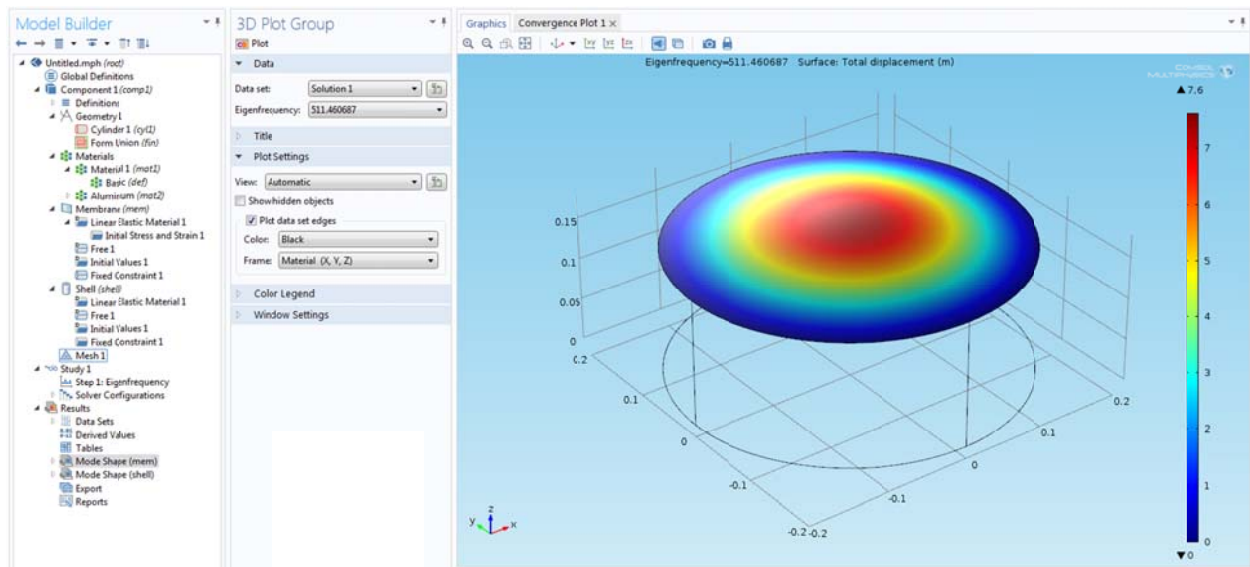 Model Builder
Untitled.mph (root)
Global Definitions
Component 1 (comp1)
Definitions
Geometry 1
Cylinder 1 (cyl1)
Form Union (fin)
Materials
Material 1 (mat1)
Basic (def)
Aluminum (mat2)
Membrane (mem)
Linear Elastic Material 1
Initial Stress and Strain 1
Free 1
Initial Values 1
Fixed Constraint 1
Shell (shell)
Linear Elastic Material 1
Free 1
Initial Values 1
Fixed Constraint 1
Mesh 1
Study 1
Step 1: Eigenfrequency
Solver Configurations
Results
Data Sets
Derived Values
Tables
Mode Shape (mem)
Mode Shape (shell)
Export
Reports
3D Plot Group
Plot
Data
Data set: Solution 1
Eigenfrequency: 511.460687
Title
Plot Settings
View: Automatic
Show hidden objects
Plot data set edges
Color: Black
Frame: Material (X, Y, Z)
Color Legend
Window Settings
Graphics Convergence Plot 1
xy yz zx
Eigenfrequency=511.460687 Surface: Total displacement (m)
COMSOL
MULTIPHYSICS
▲ 7.6
7
6
5
4
3
2
1
0
▼ 0
0.15
0.1
0.05
0
0.2
0.1
0
-0.1
-0.2
-0.2
-0.1
0
0.1
0.2
z
y
x